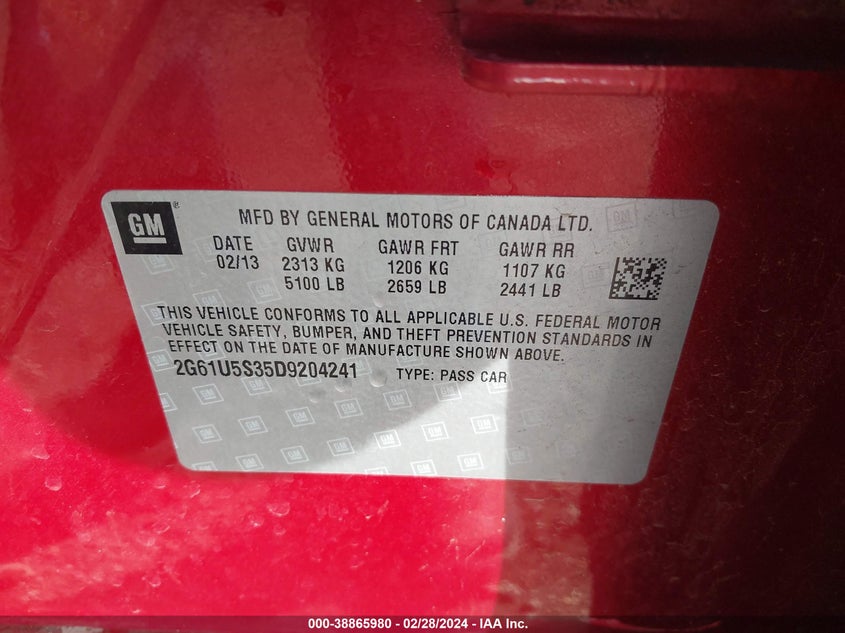 GM
MFD BY GENERAL MOTORS OF CANADA LTD.
DATE GVWR GAWR FRT GAWR RR
02/13 2313 KG 1206 KG 1107 KG
5100 LB 2659 LB 2441 LB
THIS VEHICLE CONFORMS TO ALL APPLICABLE U.S. FEDERAL MOTOR
VEHICLE SAFETY, BUMPER, AND THEFT PREVENTION STANDARDS IN
EFFECT ON THE DATE OF MANUFACTURE SHOWN ABOVE.
2G61U5S35D9204241 TYPE: PASS CAR
000-38865980 - 02/28/2024 - IAA Inc.